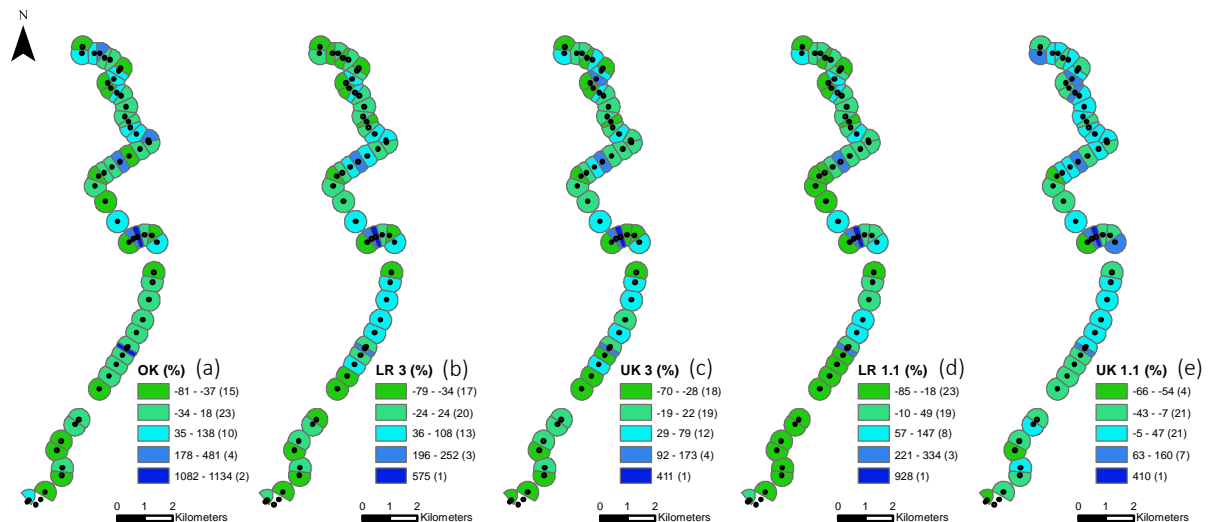 N
OK (%) (a)
-81 - -37 (15)
-34 - 18 (23)
35 - 138 (10)
178 - 481 (4)
1082 - 1134 (2)
0 1 2
Kilometers
LR 3 (%) (b)
-79 - -34 (17)
-24 - 24 (20)
36 - 108 (13)
196 - 252 (3)
575 (1)
0 1 2
Kilometers
UK 3 (%) (c)
-70 - -28 (18)
-19 - 22 (19)
29 - 79 (12)
92 - 173 (4)
411 (1)
0 1 2
Kilometers
LR 1.1 (%) (d)
-85 - -18 (23)
-10 - 49 (19)
57 - 147 (8)
221 - 334 (3)
928 (1)
0 1 2
Kilometers
UK 1.1 (%) (e)
-66 - -54 (4)
-43 - -7 (21)
-5 - 47 (21)
63 - 160 (7)
410 (1)
0 1 2
Kilometers